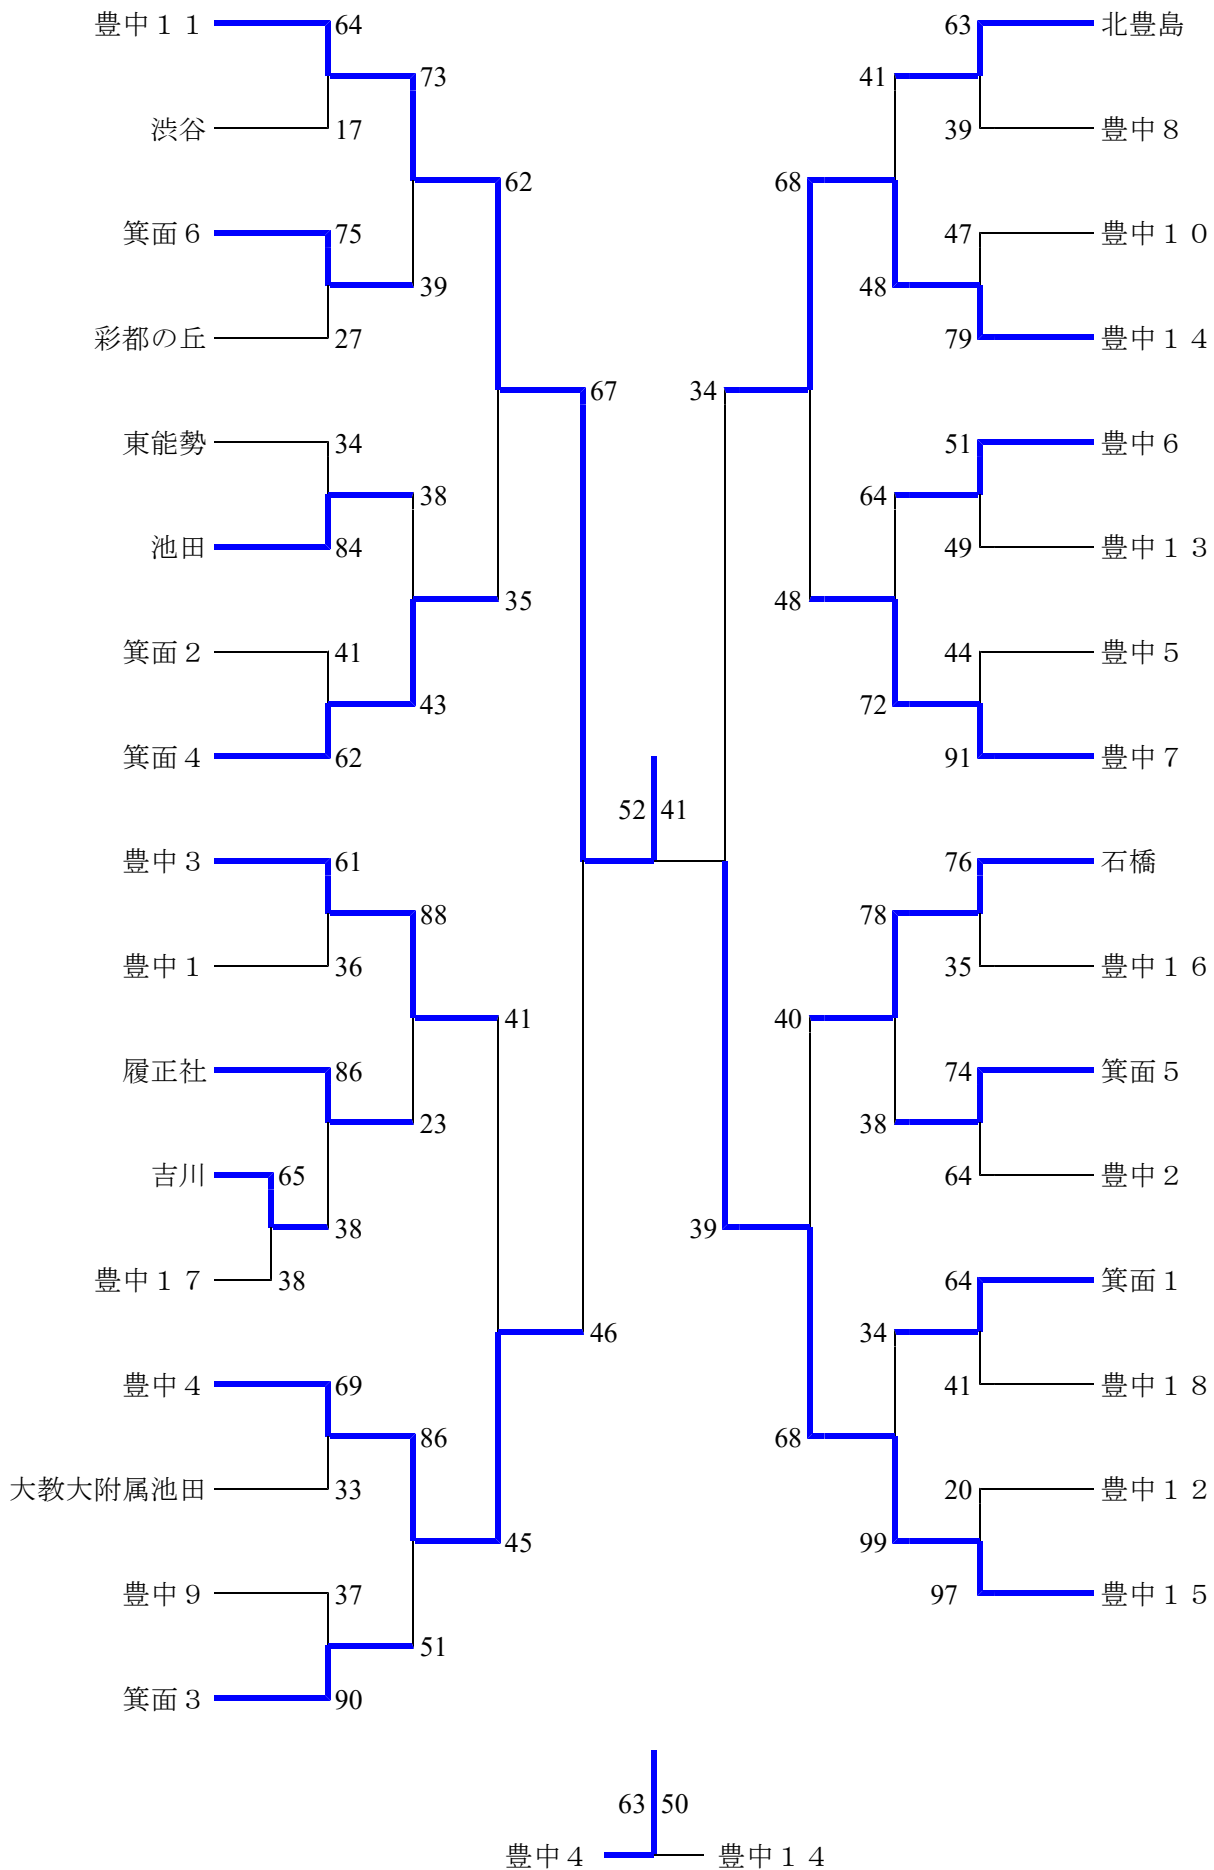 豊中１１ 64 63 北豊島
73 41
渋谷 17 39 豊中８
62 68
箕面６ 75 47 豊中１０
39 48
彩都の丘 27 79 豊中１４
67 34
東能勢 34 51 豊中６
38 64
池田 84 49 豊中１３
35 48
箕面２ 41 44 豊中５
43 72
箕面４ 62 91 豊中７
52 41
豊中３ 61 76 石橋
88 78
豊中１ 36 35 豊中１６
41 40
履正社 86 74 箕面５
23 38
吉川 65 64 豊中２
38 39
豊中１７ 38 64 箕面１
46 34
豊中４ 69 41 豊中１８
86 68
大教大附属池田 33 20 豊中１２
45 99
豊中９ 37 97 豊中１５
51
箕面３ 90
63 50
豊中４ 豊中１４